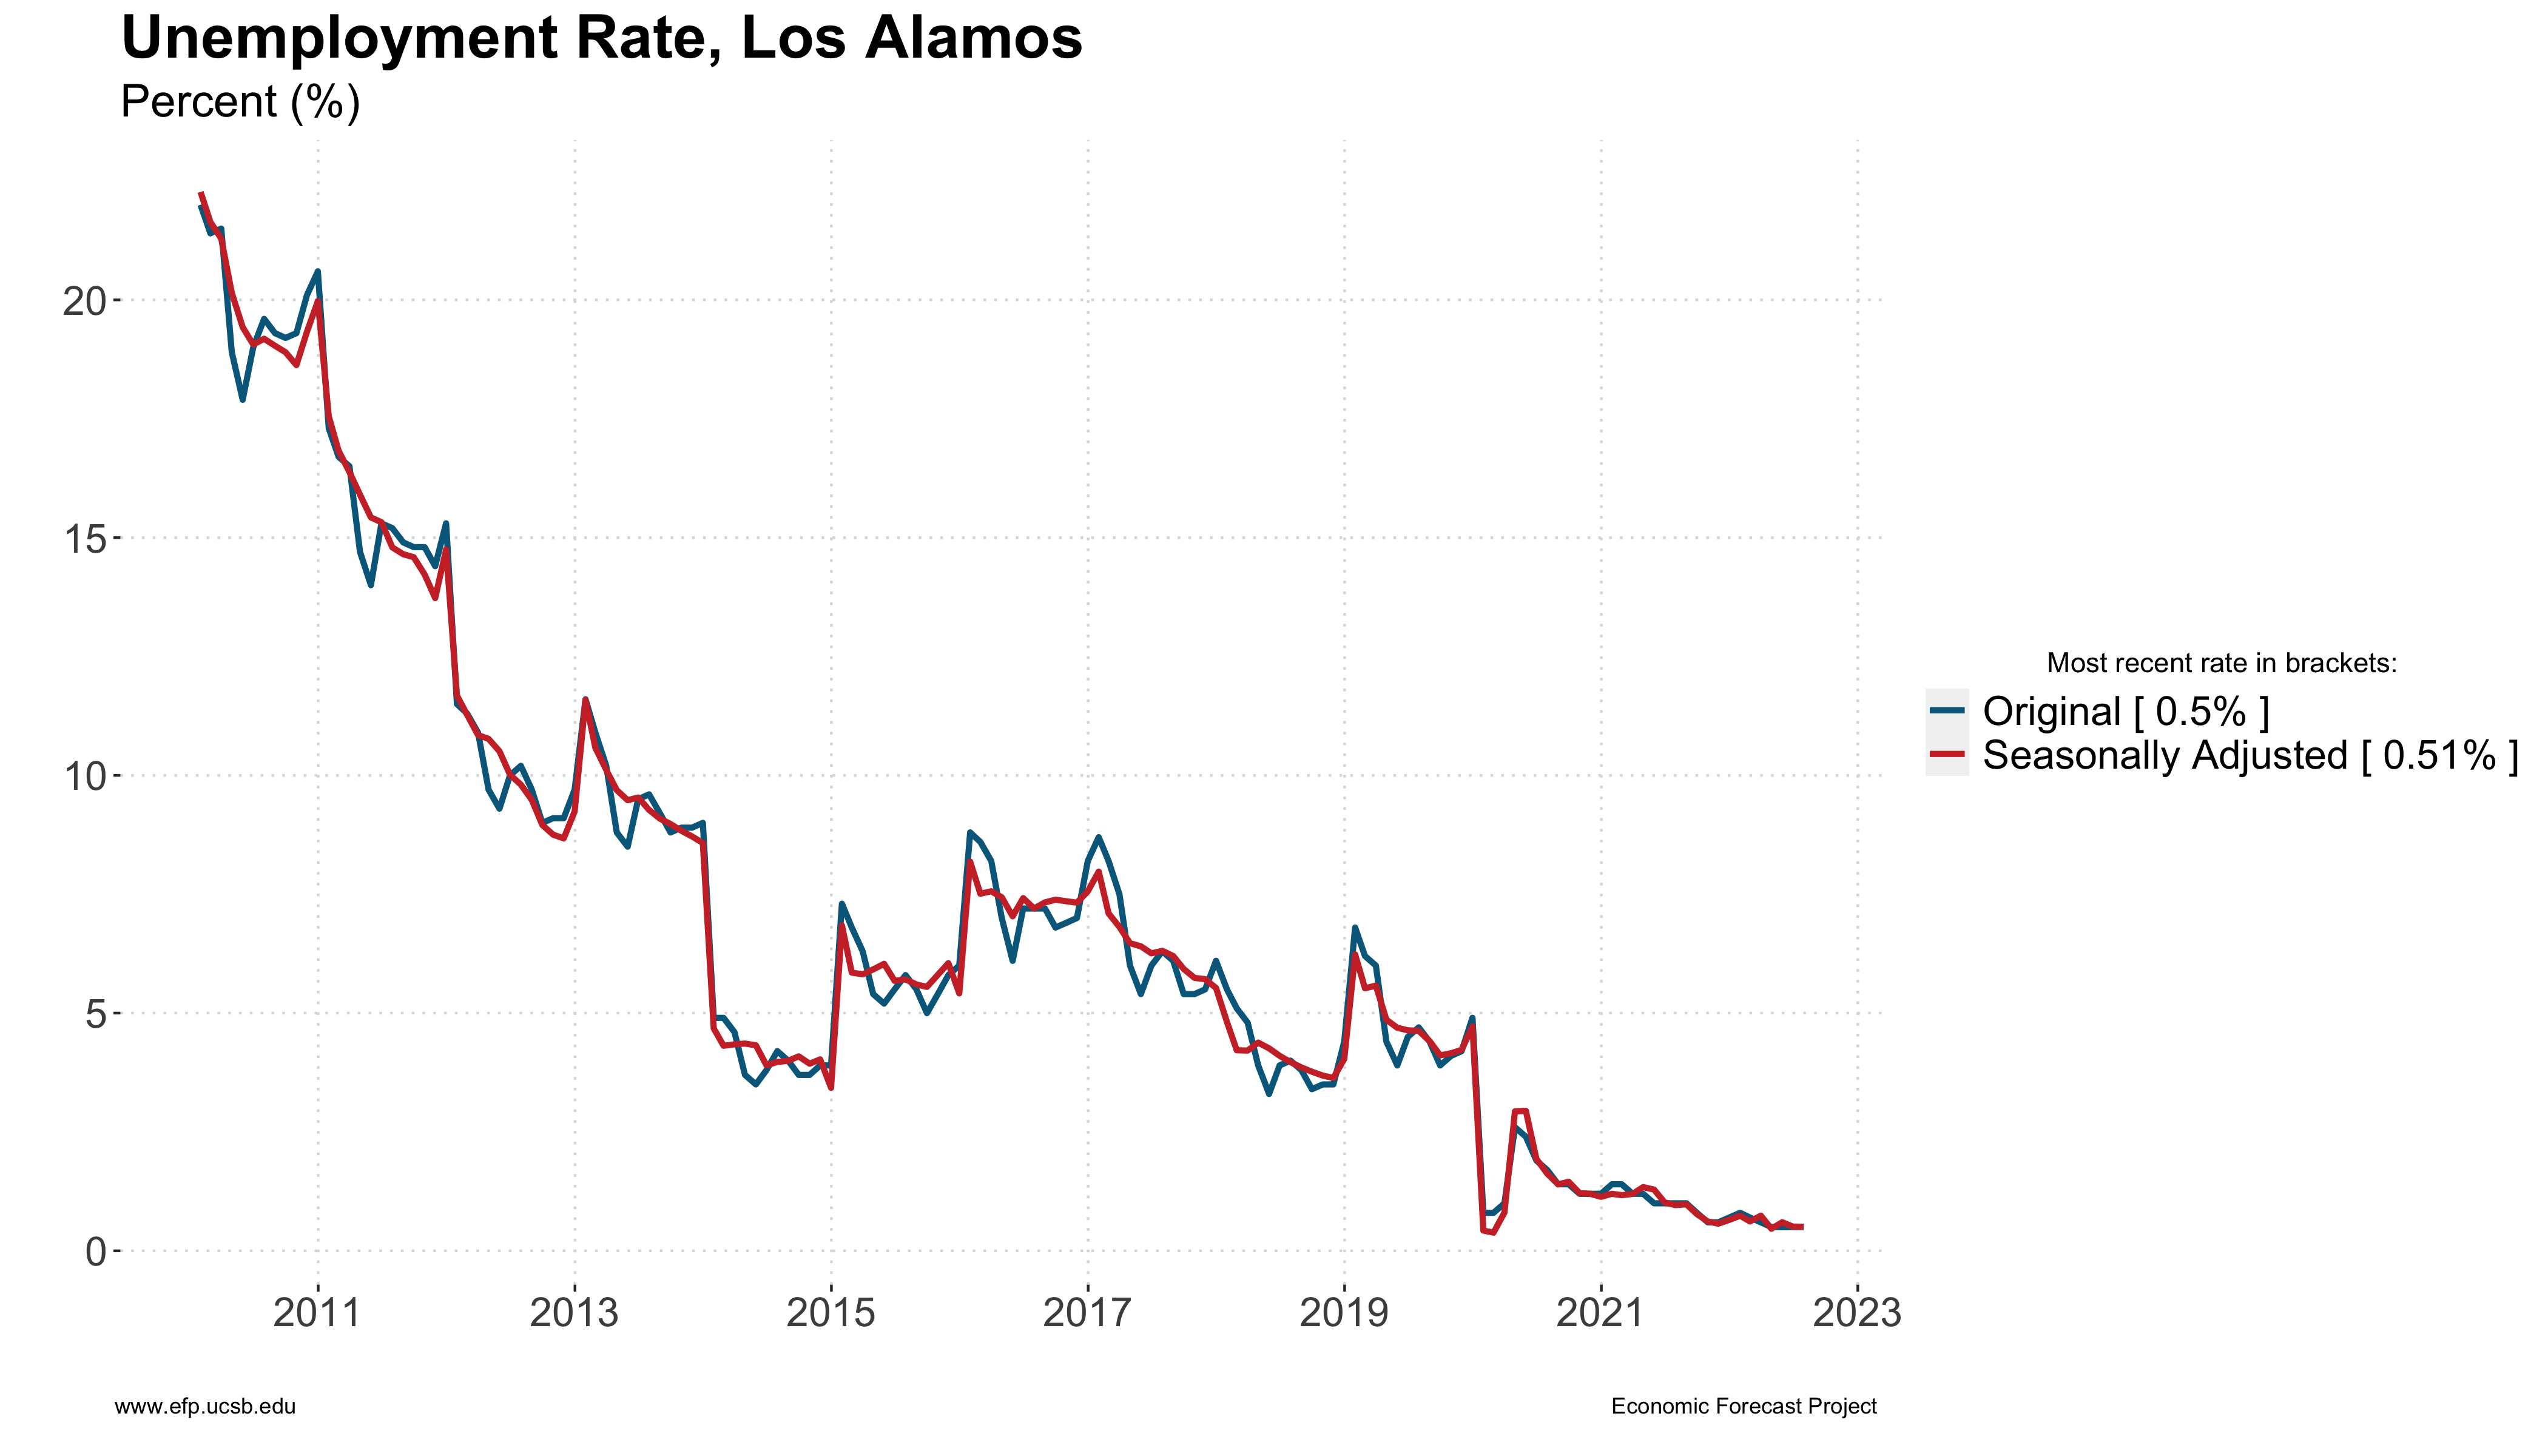 Unemployment Rate, Los Alamos
Percent (%)
20
15
10
5
0
2011 2013 2015 2017 2019 2021 2023
Most recent rate in brackets:
Original [ 0.5% ]
Seasonally Adjusted [ 0.51% ]
www.efp.ucsb.edu
Economic Forecast Project